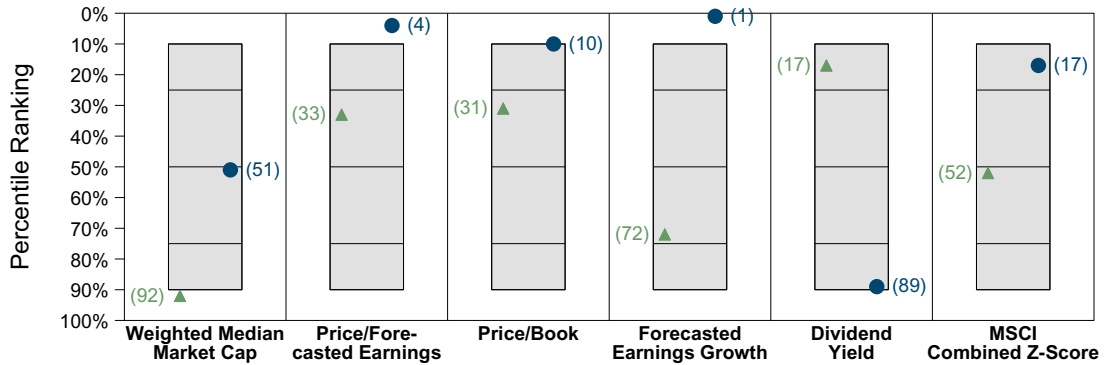 Percentile Ranking
0%
10%
20%
30%
40%
50%
60%
70%
80%
90%
100%
(92)
(51)
(33)
(4)
(31)
(10)
(72)
(1)
(17)
(89)
(52)
(17)
Weighted Median
Market Cap
Price/Fore-
casted Earnings
Price/Book
Forecasted
Earnings Growth
Dividend
Yield
MSCI
Combined Z-Score